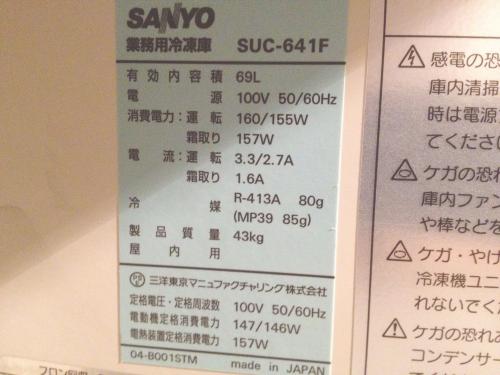 SANYO
業務用冷凍庫 SUC-641F
有効内容積 69L
電源 100V 50/60Hz
消費電力:運転 160/155W
霜取り 157W
電流:運転 3.3/2.7A
霜取り 1.6A
冷媒 R-413A 80g
(MP39 85g)
製品質量 43kg
屋内用
三洋東京マニュファクチャリング株式会社
定格電圧・定格周波数 100V 50/60Hz
電動機定格消費電力 147/146W
電熱装置定格消費電力 157W
04-B001STM made in JAPAN
感電の恐
庫内清掃
時は電源
てくださ
ケガの恐れ
庫内ファン
や棒などを
ケガ・やけ
冷凍機ユニ
れないでく
ケガの恐れあ
コンデンサー